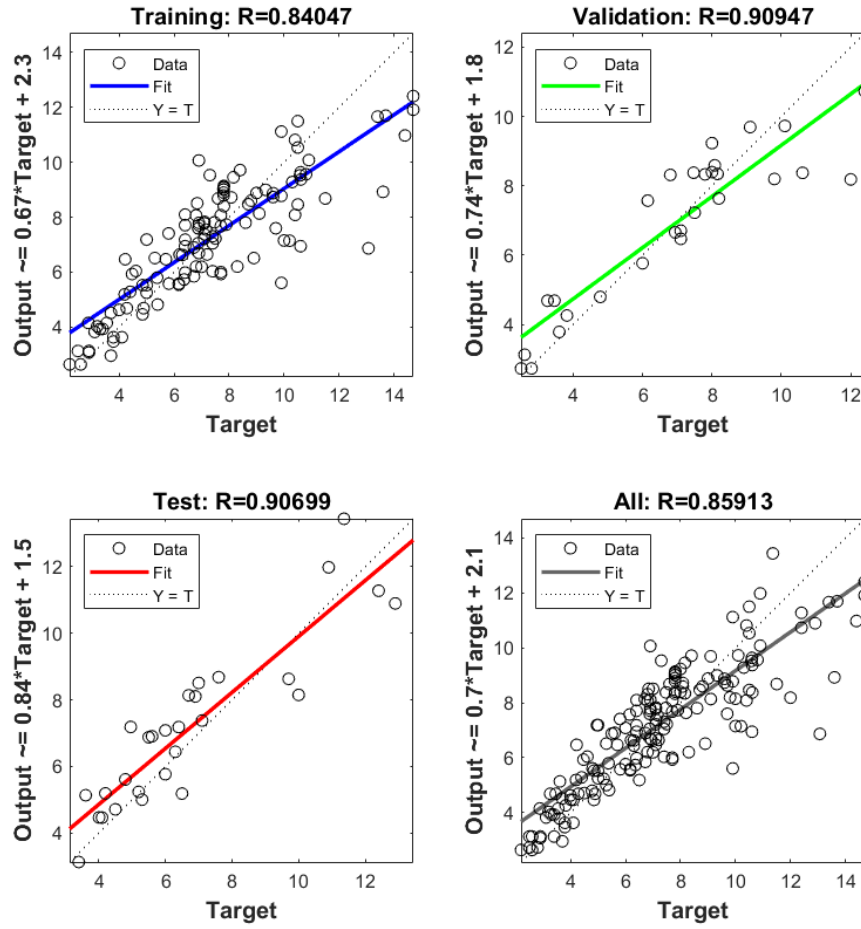 Training: R=0.84047
Output ~= 0.67*Target + 2.3
Data
Fit
Y = T
14
12
10
8
6
4
4 6 8 10 12 14
Target
Validation: R=0.90947
Output ~= 0.74*Target + 1.8
Data
Fit
Y = T
12
10
8
6
4
4 6 8 10 12
Target
Test: R=0.90699
Output ~= 0.84*Target + 1.5
Data
Fit
Y = T
12
10
8
6
4
4 6 8 10 12
Target
All: R=0.85913
Output ~= 0.7*Target + 2.1
Data
Fit
Y = T
14
12
10
8
6
4
4 6 8 10 12 14
Target